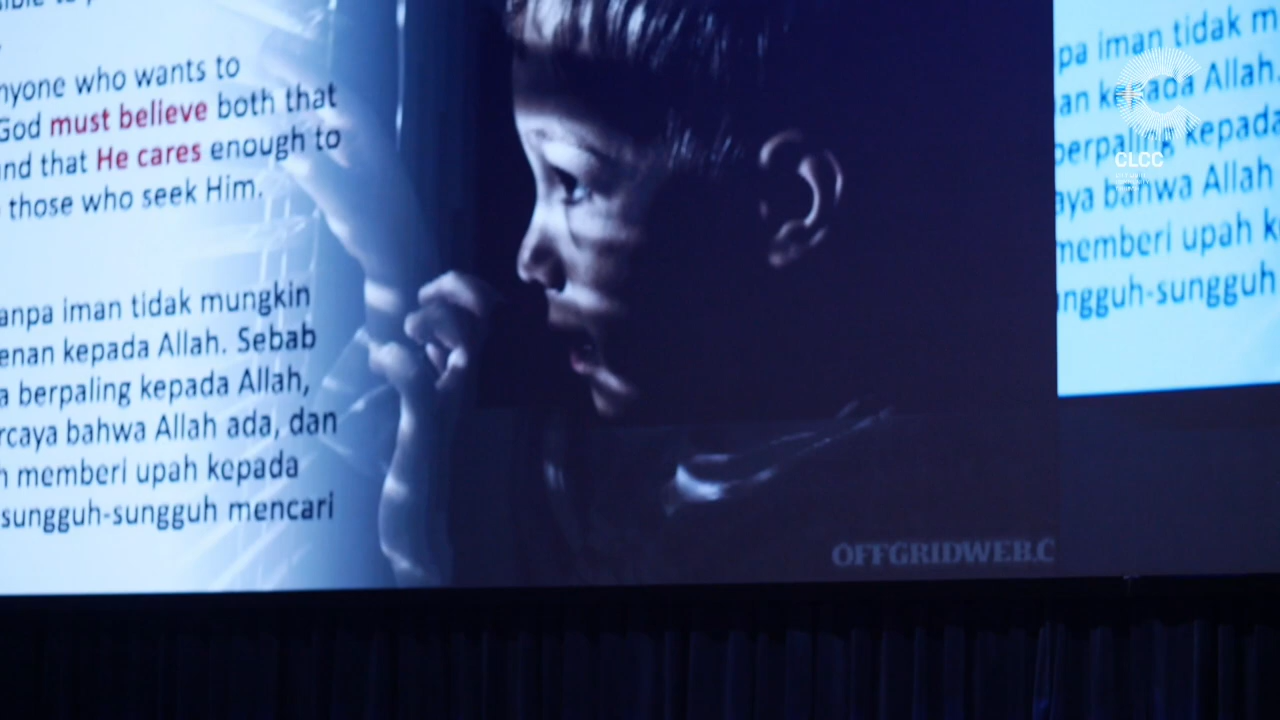 nyone who wants to
God must believe both that
nd that He cares enough to
those who seek Him.
anpa iman tidak mungkin
enan kepada Allah. Sebab
a berpaling kepada Allah,
rcaya bahwa Allah ada, dan
h memberi upah kepada
sungguh-sungguh mencari
OFFGRIDWEB.C
pa iman tidak m
an kepada Allah.
berpaling kepada
aya bahwa Allah
memberi upah k
ungguh-sungguh
CLCC